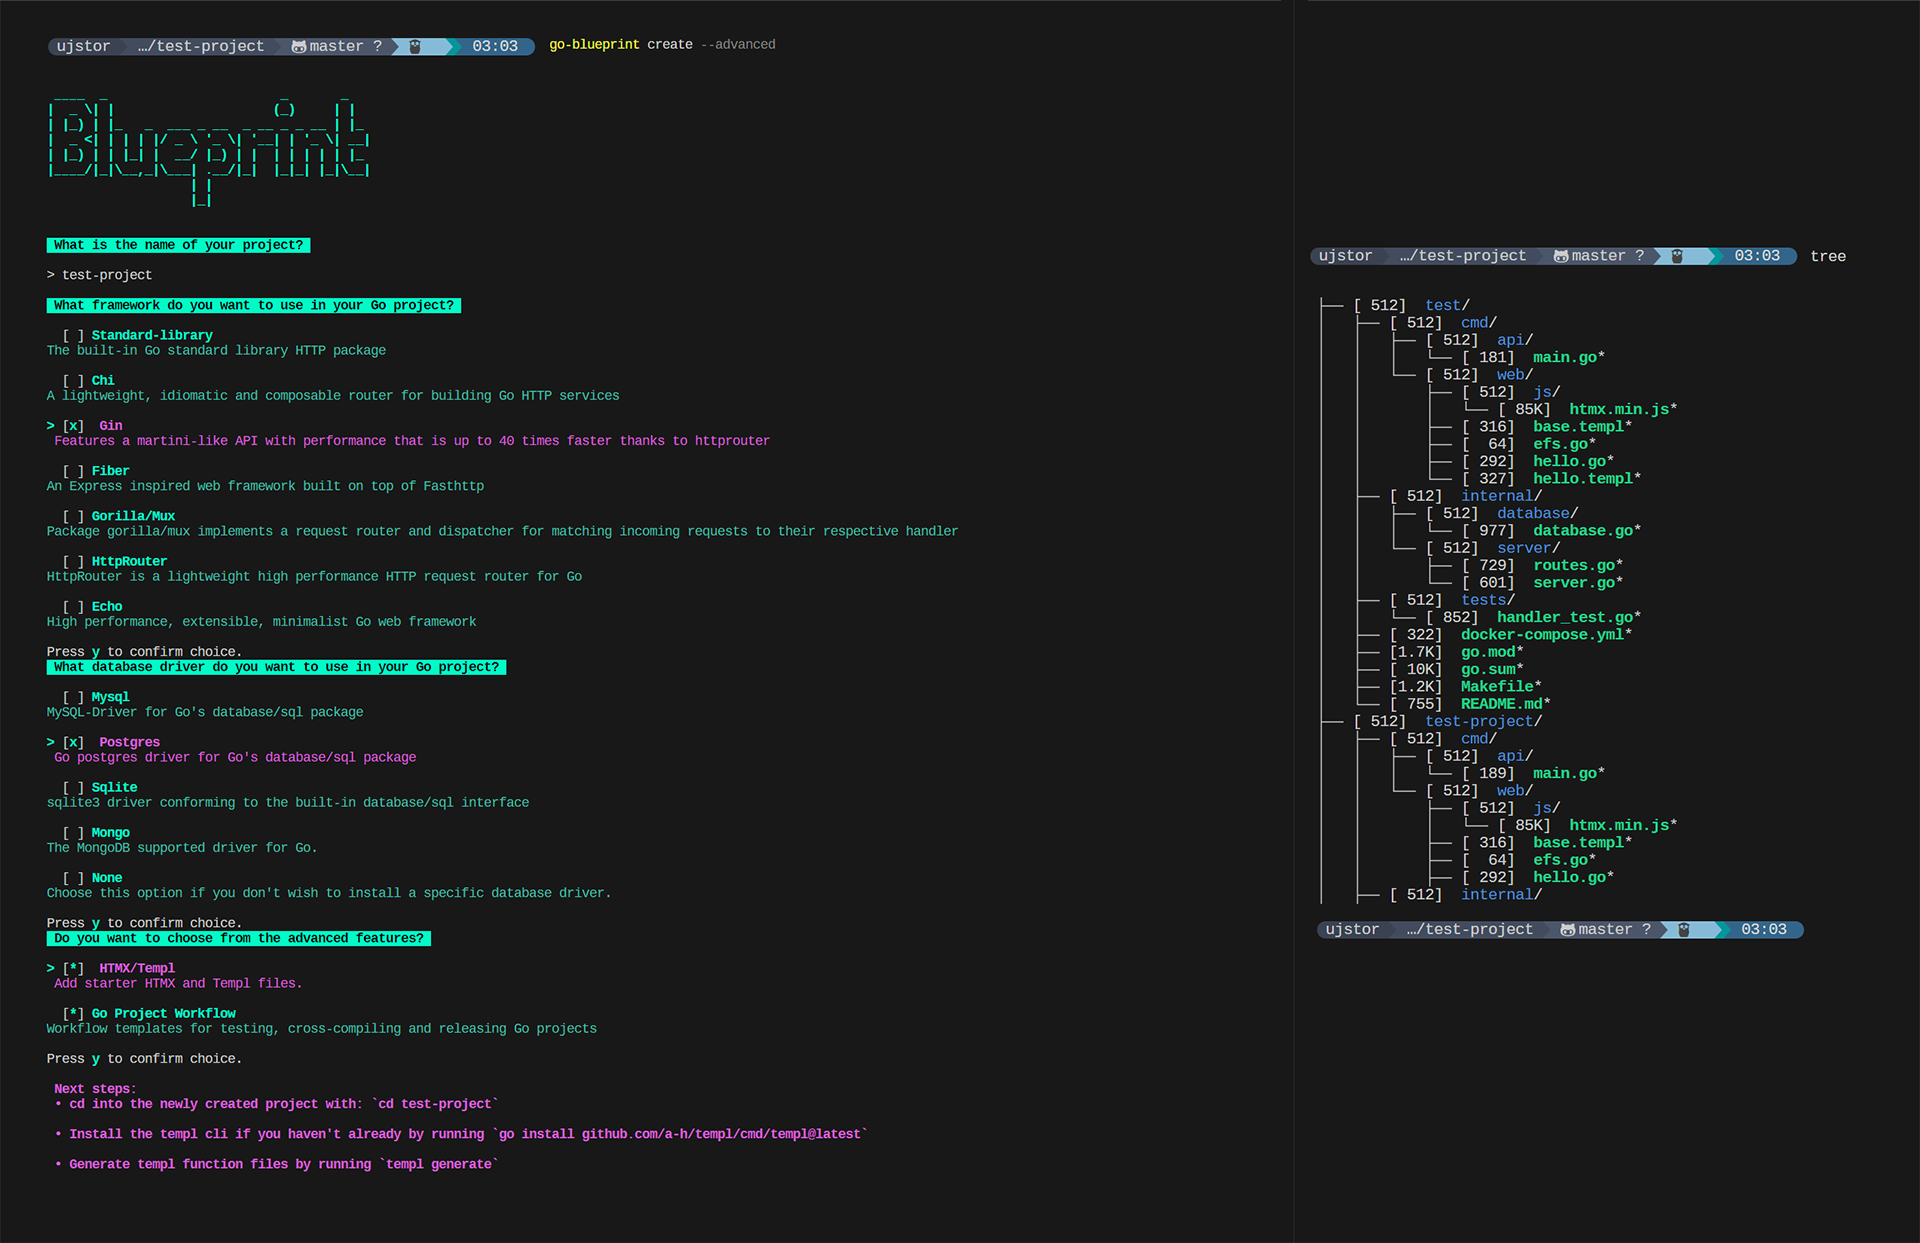 ujstor …/test-project master ? 03:03 go-blueprint create --advanced
 ____  _                       _       _
|  _ \| |                     (_)     | |
| |_) | |_   _  ___ _ __  _ __ _ _ __ | |_
|  _ <| | | | |/ _ \ '_ \| '__| | '_ \| __|
| |_) | | |_| |  __/ |_) | |  | | | | | |_
|____/|_|\__,_|\___| .__/|_|  |_|_| |_|\__|
                   | |
                   |_|
What is the name of your project?
> test-project
What framework do you want to use in your Go project?
[ ] Standard-library
The built-in Go standard library HTTP package
[ ] Chi
A lightweight, idiomatic and composable router for building Go HTTP services
> [x] Gin
Features a martini-like API with performance that is up to 40 times faster thanks to httprouter
[ ] Fiber
An Express inspired web framework built on top of Fasthttp
[ ] Gorilla/Mux
Package gorilla/mux implements a request router and dispatcher for matching incoming requests to their respective handler
[ ] HttpRouter
HttpRouter is a lightweight high performance HTTP request router for Go
[ ] Echo
High performance, extensible, minimalist Go web framework
Press y to confirm choice.
What database driver do you want to use in your Go project?
[ ] Mysql
MySQL-Driver for Go's database/sql package
> [x] Postgres
Go postgres driver for Go's database/sql package
[ ] Sqlite
sqlite3 driver conforming to the built-in database/sql interface
[ ] Mongo
The MongoDB supported driver for Go.
[ ] None
Choose this option if you don't wish to install a specific database driver.
Press y to confirm choice.
Do you want to choose from the advanced features?
> [*] HTMX/Templ
Add starter HTMX and Templ files.
[*] Go Project Workflow
Workflow templates for testing, cross-compiling and releasing Go projects
Press y to confirm choice.
Next steps:
• cd into the newly created project with: `cd test-project`
• Install the templ cli if you haven't already by running `go install github.com/a-h/templ/cmd/templ@latest`
• Generate templ function files by running `templ generate`
ujstor …/test-project master ? 03:03 tree
├── [ 512]  test/
│   ├── [ 512]  cmd/
│   │   ├── [ 512]  api/
│   │   │   └── [ 181]  main.go*
│   │   └── [ 512]  web/
│   │       ├── [ 512]  js/
│   │       │   └── [ 85K]  htmx.min.js*
│   │       ├── [ 316]  base.templ*
│   │       ├── [  64]  efs.go*
│   │       ├── [ 292]  hello.go*
│   │       └── [ 327]  hello.templ*
│   ├── [ 512]  internal/
│   │   ├── [ 512]  database/
│   │   │   └── [ 977]  database.go*
│   │   └── [ 512]  server/
│   │       ├── [ 729]  routes.go*
│   │       └── [ 601]  server.go*
│   ├── [ 512]  tests/
│   │   └── [ 852]  handler_test.go*
│   ├── [ 322]  docker-compose.yml*
│   ├── [1.7K]  go.mod*
│   ├── [ 10K]  go.sum*
│   ├── [1.2K]  Makefile*
│   └── [ 755]  README.md*
├── [ 512]  test-project/
│   ├── [ 512]  cmd/
│   │   ├── [ 512]  api/
│   │   │   └── [ 189]  main.go*
│   │   └── [ 512]  web/
│   │       ├── [ 512]  js/
│   │       │   └── [ 85K]  htmx.min.js*
│   │       ├── [ 316]  base.templ*
│   │       ├── [  64]  efs.go*
│   │       ├── [ 292]  hello.go*
│   ├── [ 512]  internal/
ujstor …/test-project master ? 03:03